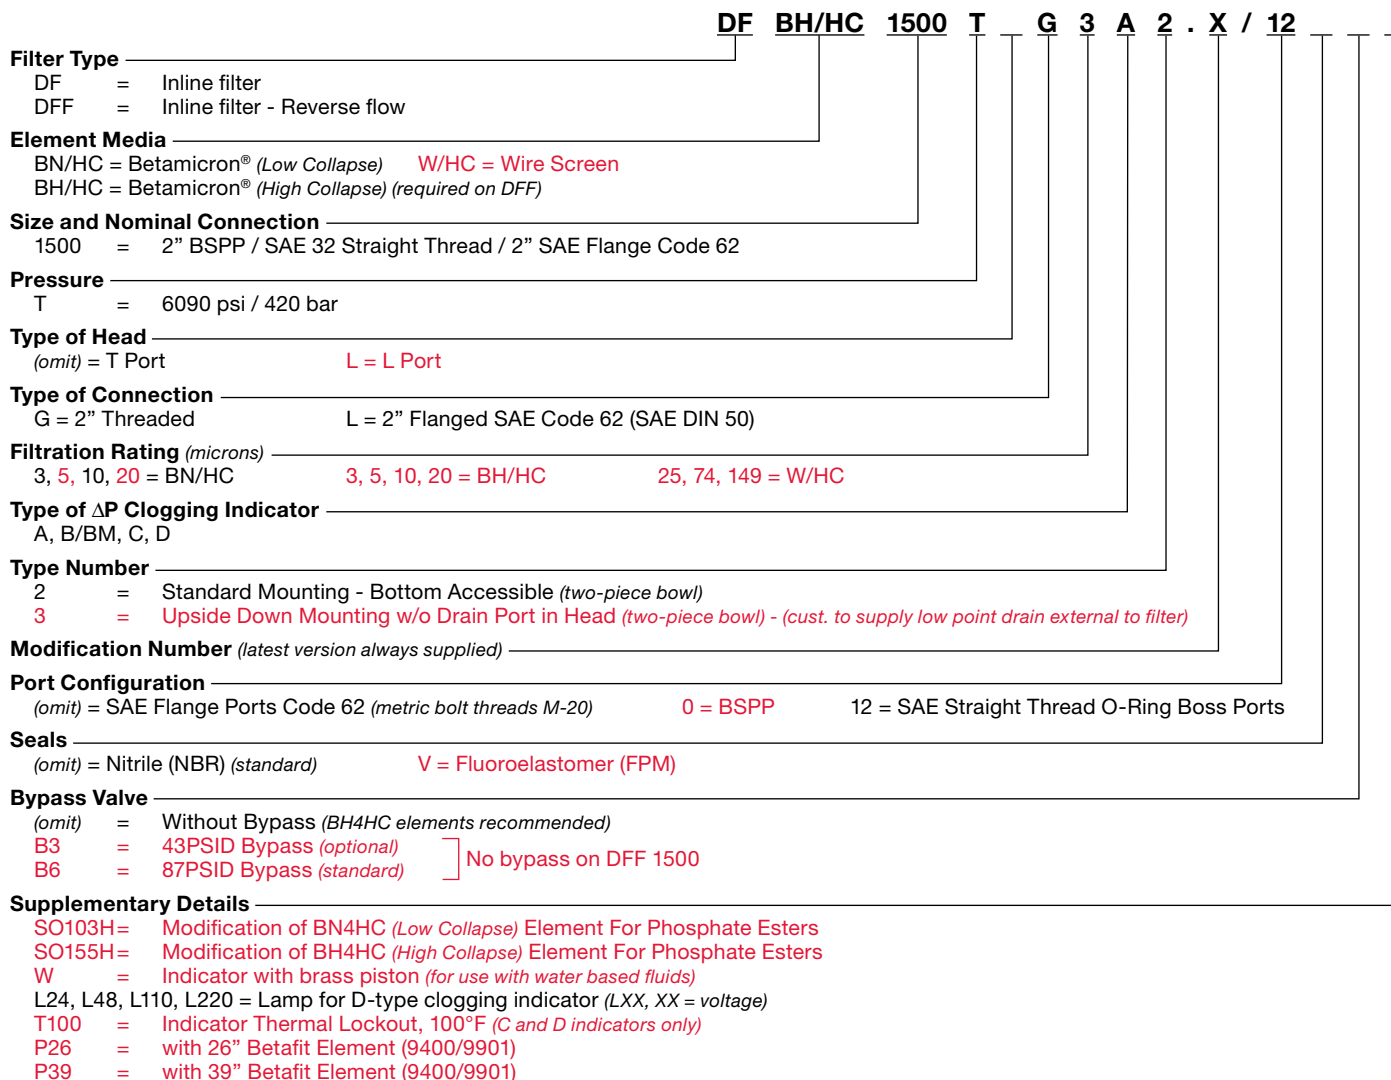 DF BH/HC 1500 T _ G 3 A 2 . X / 12 _ _ _
Filter Type
DF = Inline filter
DFF = Inline filter - Reverse flow
Element Media
BN/HC = Betamicron® (Low Collapse) W/HC = Wire Screen
BH/HC = Betamicron® (High Collapse) (required on DFF)
Size and Nominal Connection
1500 = 2” BSPP / SAE 32 Straight Thread / 2” SAE Flange Code 62
Pressure
T = 6090 psi / 420 bar
Type of Head
(omit) = T Port L = L Port
Type of Connection
G = 2” Threaded L = 2” Flanged SAE Code 62 (SAE DIN 50)
Filtration Rating (microns)
3, 5, 10, 20 = BN/HC 3, 5, 10, 20 = BH/HC 25, 74, 149 = W/HC
Type of ∆P Clogging Indicator
A, B/BM, C, D
Type Number
2 = Standard Mounting - Bottom Accessible (two-piece bowl)
3 = Upside Down Mounting w/o Drain Port in Head (two-piece bowl) - (cust. to supply low point drain external to filter)
Modification Number (latest version always supplied)
Port Configuration
(omit) = SAE Flange Ports Code 62 (metric bolt threads M-20) 0 = BSPP 12 = SAE Straight Thread O-Ring Boss Ports
Seals
(omit) = Nitrile (NBR) (standard) V = Fluoroelastomer (FPM)
Bypass Valve
(omit) = Without Bypass (BH4HC elements recommended)
B3 = 43PSID Bypass (optional)
B6 = 87PSID Bypass (standard)
No bypass on DFF 1500
Supplementary Details
SO103H= Modification of BN4HC (Low Collapse) Element For Phosphate Esters
SO155H= Modification of BH4HC (High Collapse) Element For Phosphate Esters
W = Indicator with brass piston (for use with water based fluids)
L24, L48, L110, L220 = Lamp for D-type clogging indicator (LXX, XX = voltage)
T100 = Indicator Thermal Lockout, 100°F (C and D indicators only)
P26 = with 26” Betafit Element (9400/9901)
P39 = with 39” Betafit Element (9400/9901)